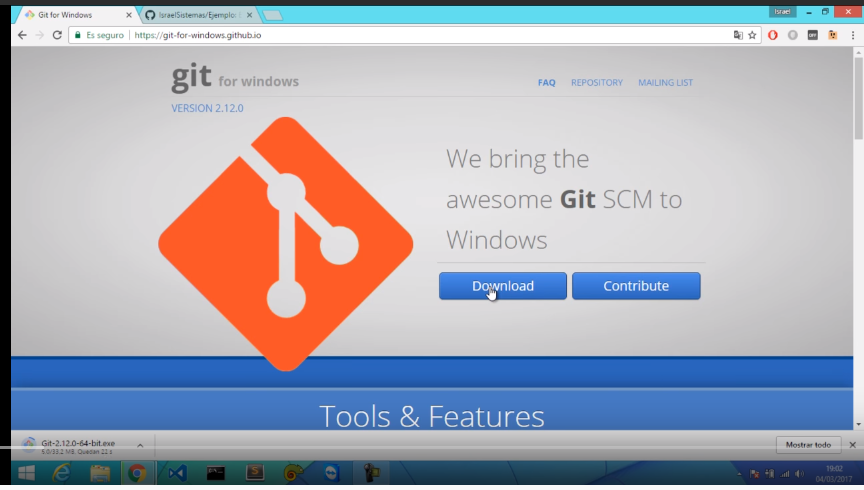 Git for Windows
IsraelSistemas/Ejemplo:
Israel
Es seguro
https://git-for-windows.github.io
git for windows
FAQ
REPOSITORY
MAILING LIST
VERSION 2.12.0
We bring the
awesome Git SCM to
Windows
Download
Contribute
Tools & Features
Git-2.12.0-64-bit.exe
5.0/33.2 MB, Quedan 22 s
Mostrar todo
19:02
04/03/2017